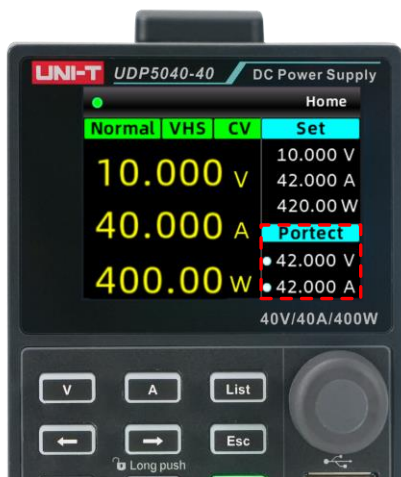 UNI-T UDP5040-40 DC Power Supply
Home
Normal VHS CV Set
10.000 V
10.000 V
42.000 A
420.00 W
40.000 A
Portect
42.000 V
400.00 W
42.000 A
40V/40A/400W
V A List
Esc
Long push